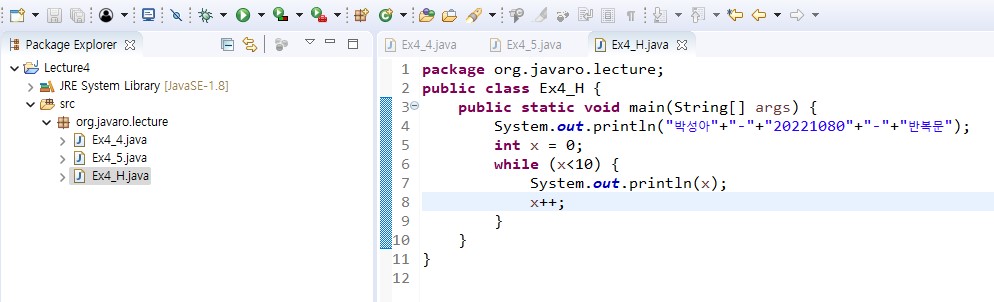 Package Explorer
Lecture4
JRE System Library [JavaSE-1.8]
src
org.javaro.lecture
Ex4_4.java
Ex4_5.java
Ex4_H.java
Ex4_4.java Ex4_5.java Ex4_H.java
1 package org.javaro.lecture;
2 public class Ex4_H {
3 public static void main(String[] args) {
4 System.out.println("박성아"+"-"+"20221080"+"-"+"반복문");
5 int x = 0;
6 while (x<10) {
7 System.out.println(x);
8 x++;
9 }
10 }
11 }
12